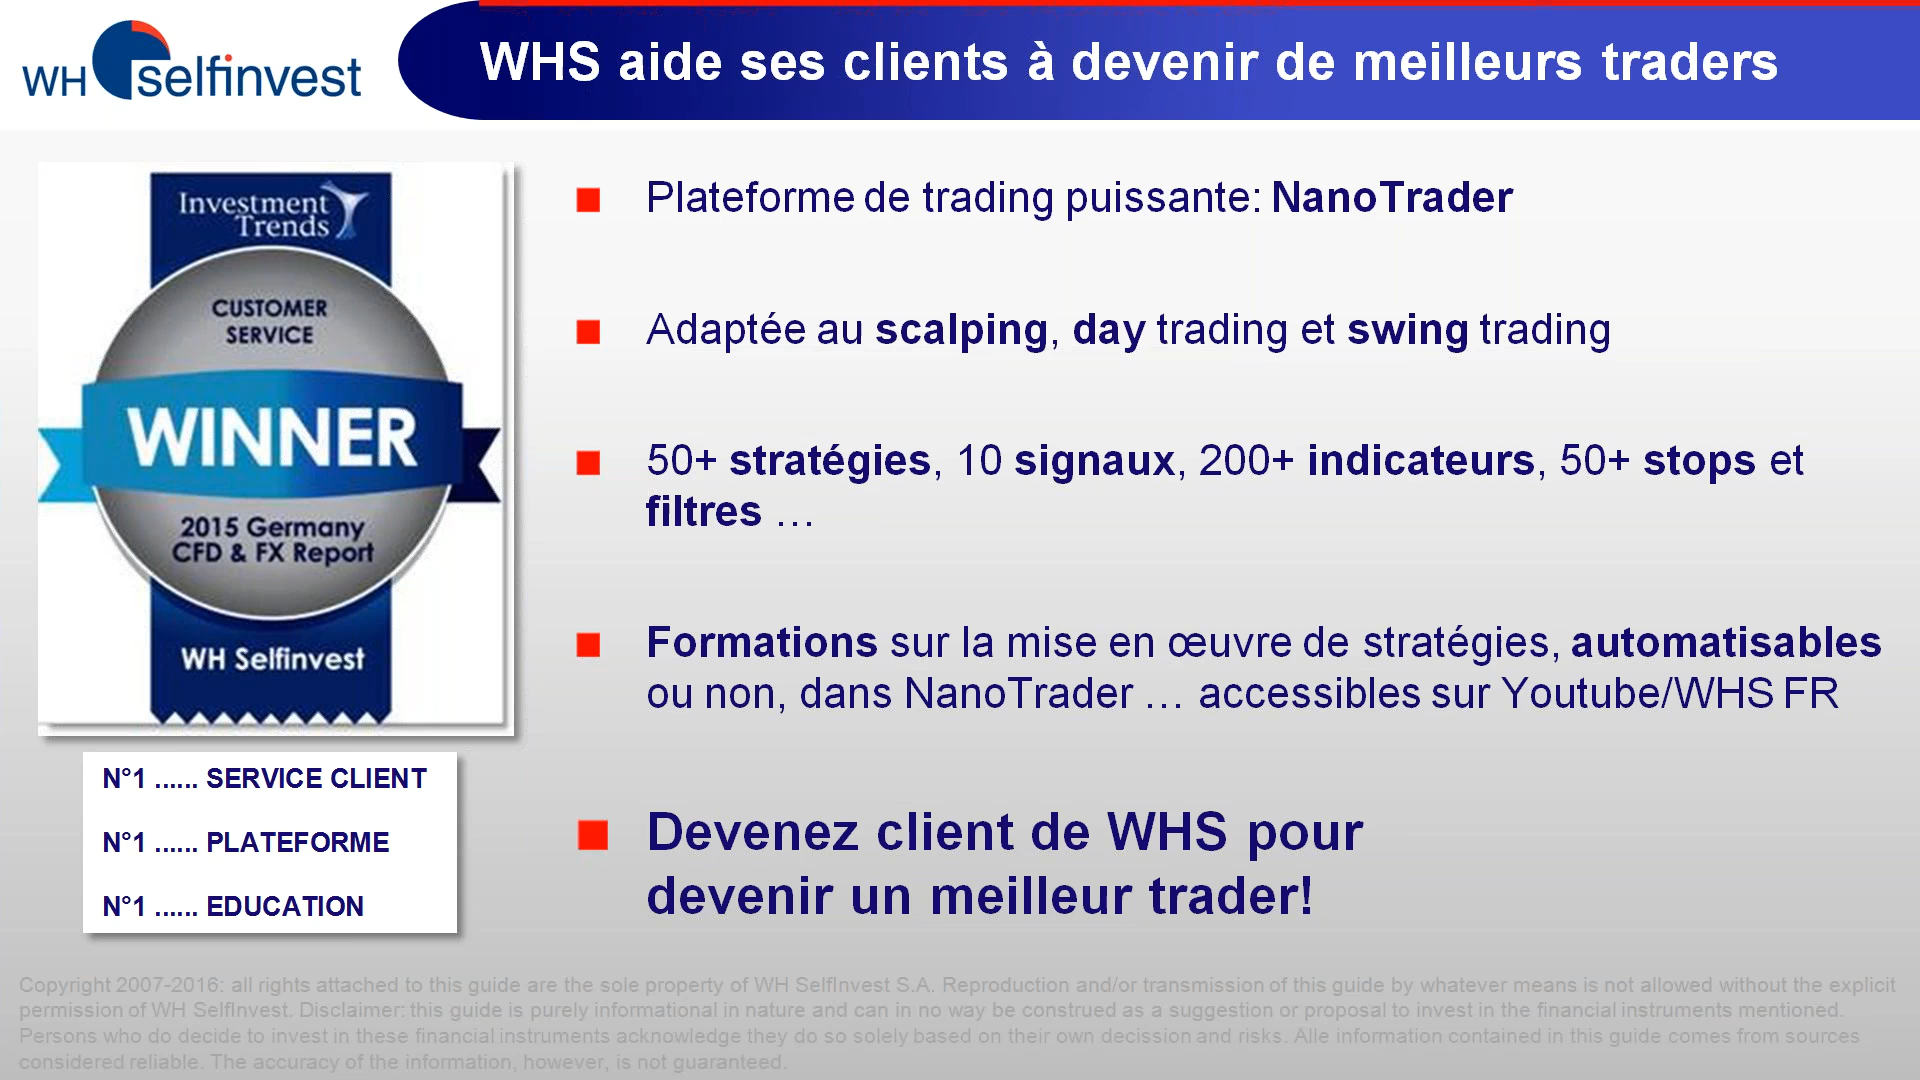 WH selfinvest
WHS aide ses clients à devenir de meilleurs traders
Investment
Trends
CUSTOMER
SERVICE
WINNER
2015 Germany
CFD & FX Report
WH Selfinvest
N°1 ...... SERVICE CLIENT
N°1 ...... PLATEFORME
N°1 ...... EDUCATION
Plateforme de trading puissante: NanoTrader
Adaptée au scalping, day trading et swing trading
50+ stratégies, 10 signaux, 200+ indicateurs, 50+ stops et
filtres …
Formations sur la mise en œuvre de stratégies, automatisables
ou non, dans NanoTrader … accessibles sur Youtube/WHS FR
Devenez client de WHS pour
devenir un meilleur trader!
Copyright 2007-2016: all rights attached to this guide are the sole property of WH SelfInvest S.A. Reproduction and/or transmission of this guide by whatever means is not allowed without the explicit
permission of WH SelfInvest. Disclaimer: this guide is purely informational in nature and can in no way be construed as a suggestion or proposal to invest in the financial instruments mentioned.
Persons who do decide to invest in these financial instruments acknowledge they do so solely based on their own decission and risks. Alle information contained in this guide comes from sources
considered reliable. The accuracy of the information, however, is not guaranteed.